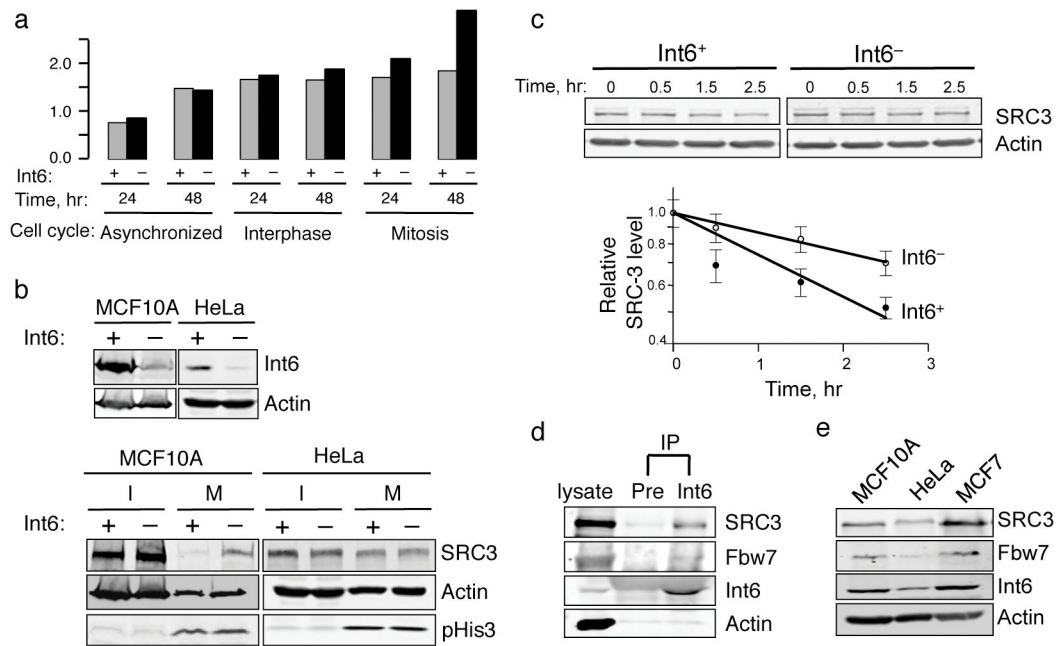 a
2.0
1.0
0.0
Int6: + − + − + − + − + − + −
Time, hr: 24 48 24 48 24 48
Cell cycle: Asynchronized Interphase Mitosis
b
MCF10A HeLa
Int6: + − + −
Int6
Actin
MCF10A HeLa
I M I M
Int6: + − + − + − + −
SRC3
Actin
pHis3
c
Int6+ Int6−
Time, hr: 0 0.5 1.5 2.5 0 0.5 1.5 2.5
SRC3
Actin
Relative
SRC-3 level
1.0
0.8
0.6
0.4
Int6−
Int6+
0 1 2 3
Time, hr
d
IP
lysate Pre Int6
SRC3
Fbw7
Int6
Actin
e
MCF10A HeLa MCF7
SRC3
Fbw7
Int6
Actin